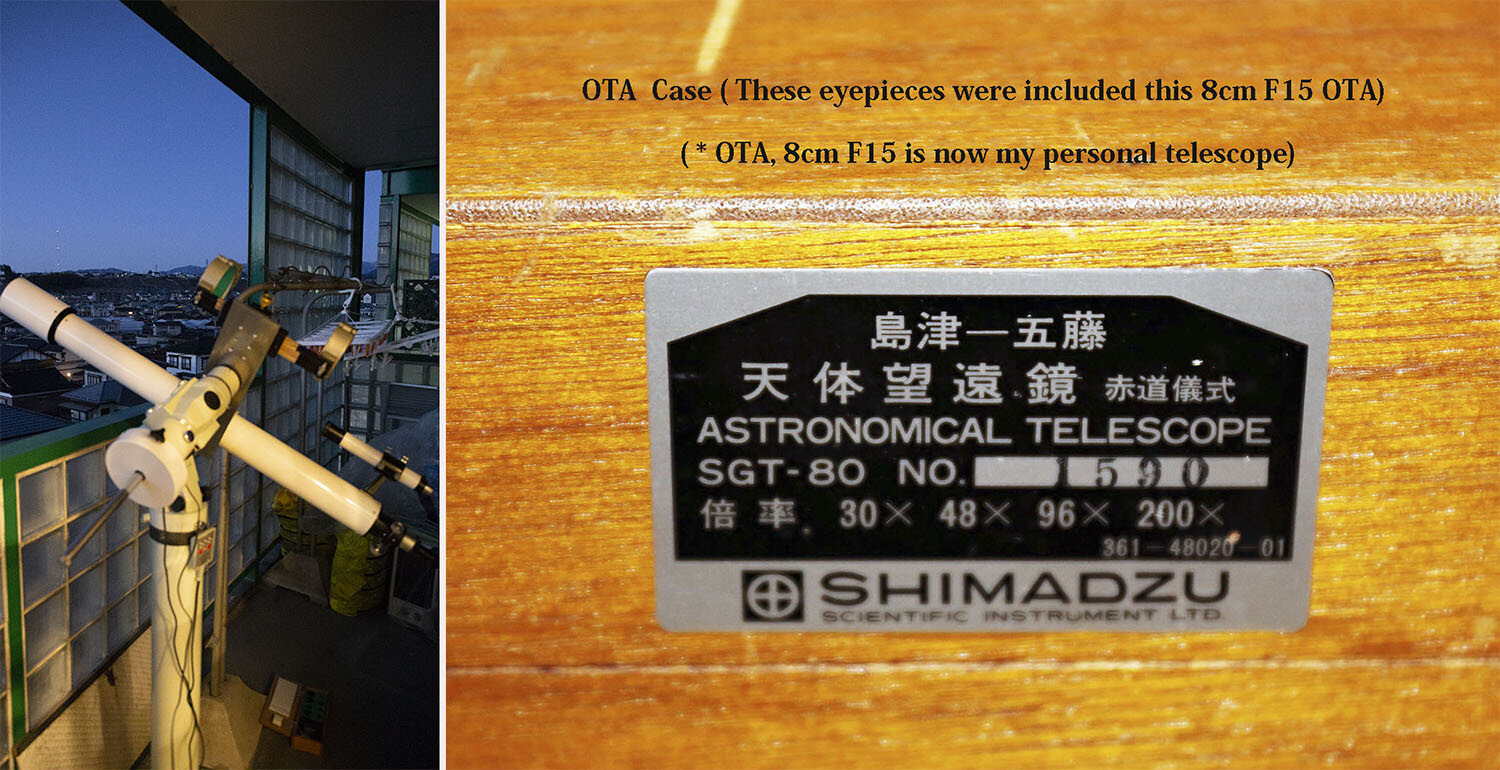 OTA Case ( These eyepieces were included this 8cm F15 OTA)
( * OTA, 8cm F15 is now my personal telescope)
島津—五藤
天体望遠鏡 赤道儀式
ASTRONOMICAL TELESCOPE
SGT-80 NO. 1590
倍率. 30× 48× 96× 200×
361-48020-01
SHIMADZU
SCIENTIFIC INSTRUMENT LTD.